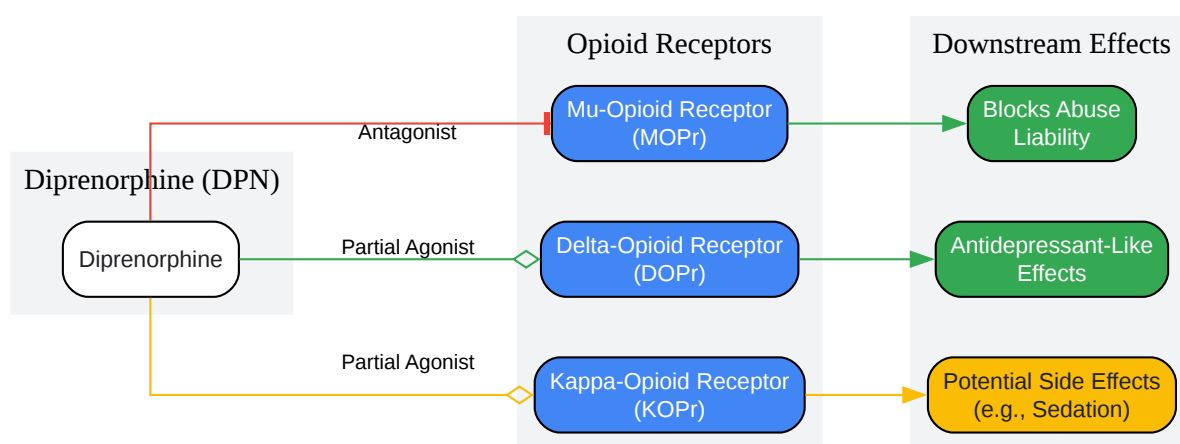 Opioid Receptors
Downstream Effects
Diprenorphine (DPN)
Antagonist
Mu-Opioid Receptor
(MOPr)
Blocks Abuse
Liability
Diprenorphine
Partial Agonist
Delta-Opioid Receptor
(DOPr)
Antidepressant-Like
Effects
Partial Agonist
Kappa-Opioid Receptor
(KOPr)
Potential Side Effects
(e.g., Sedation)